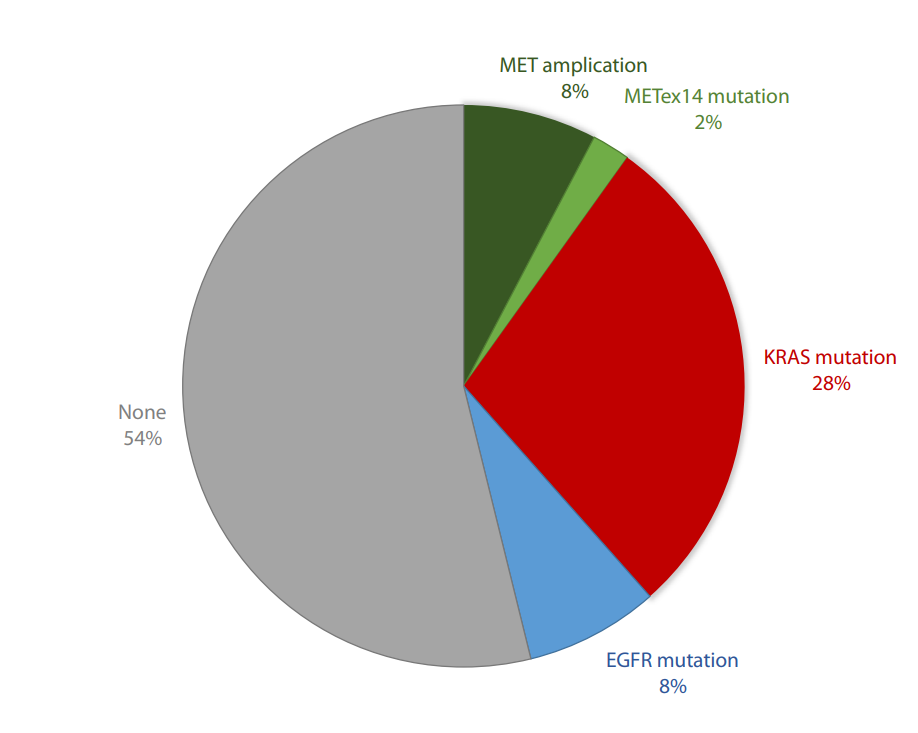 MET amplication
8%
METex14 mutation
2%
KRAS mutation
28%
None
54%
EGFR mutation
8%